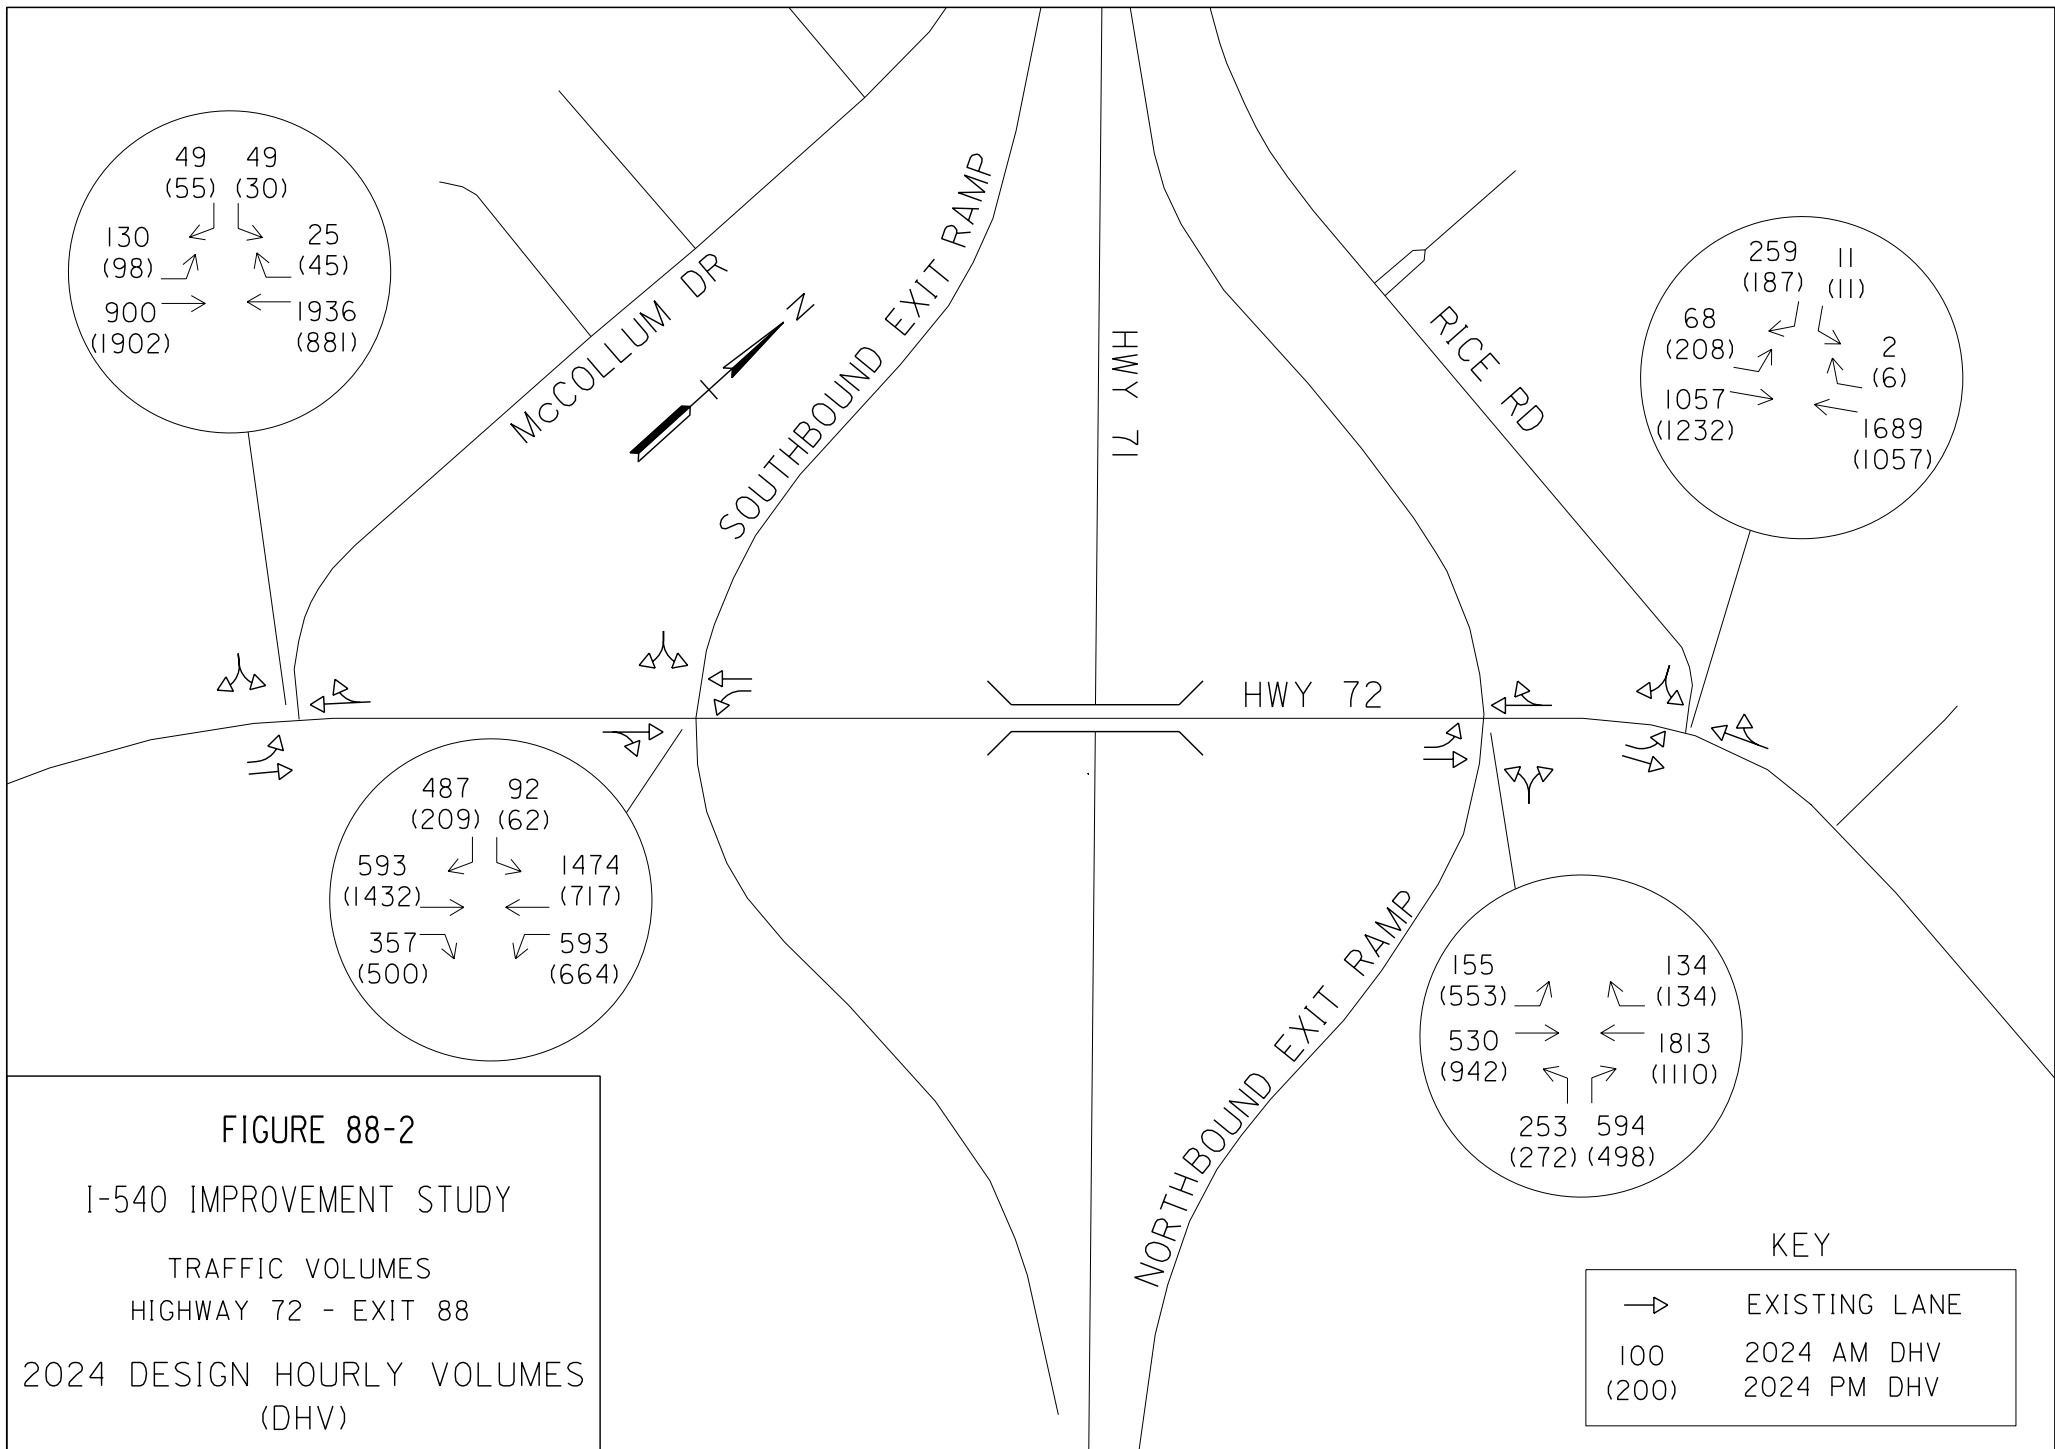 49 49
(55) (30)
130 25
(98) (45)
900 1936
(1902) (881)
McCOLLUM DR
N
SOUTHBOUND EXIT RAMP
HWY 71
RICE RD
259 11
(187) (11)
68 2
(208) (6)
1057 1689
(1232) (1057)
HWY 72
487 92
(209) (62)
593 1474
(1432) (717)
357 593
(500) (664)
NORTHBOUND EXIT RAMP
155 134
(553) (134)
530 1813
(942) (1110)
253 594
(272) (498)
FIGURE 88-2
I-540 IMPROVEMENT STUDY
TRAFFIC VOLUMES
HIGHWAY 72 - EXIT 88
2024 DESIGN HOURLY VOLUMES
(DHV)
KEY
EXISTING LANE
100 2024 AM DHV
(200) 2024 PM DHV